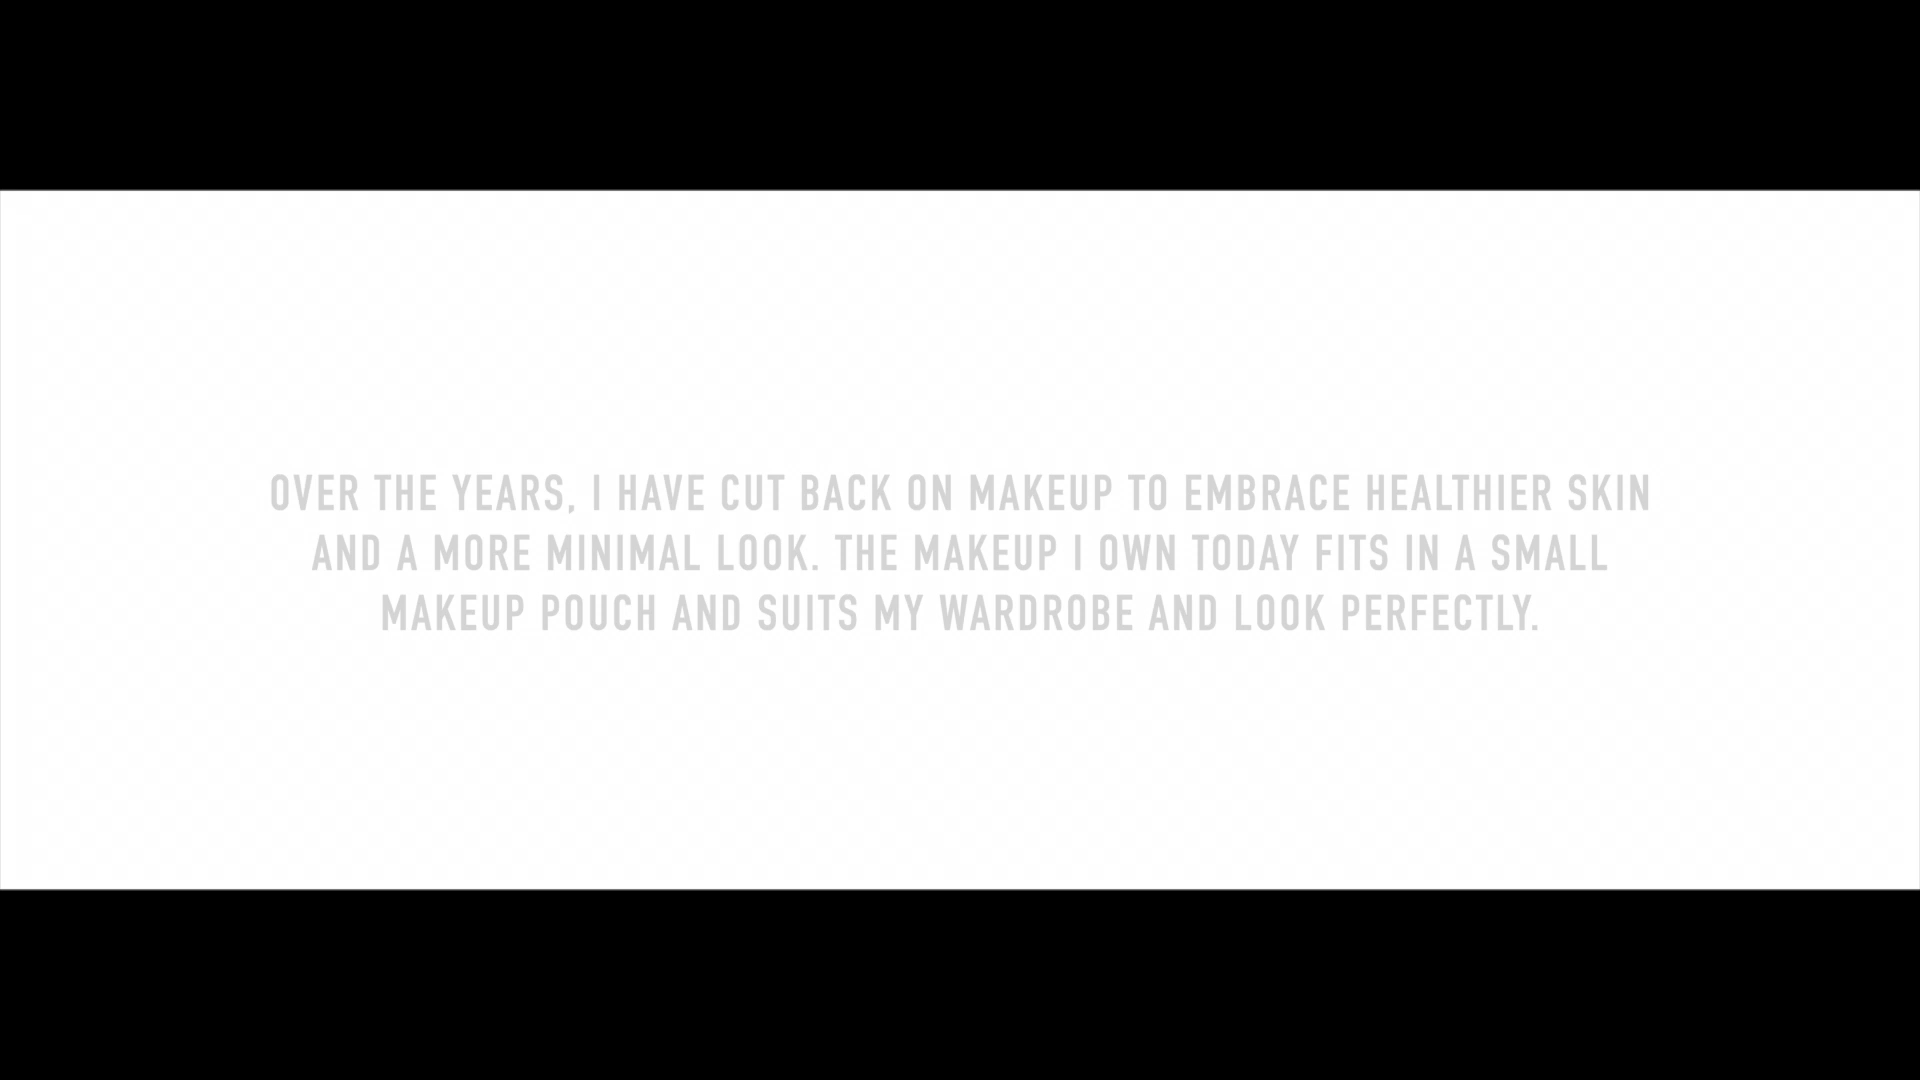 OVER THE YEARS, I HAVE CUT BACK ON MAKEUP TO EMBRACE HEALTHIER SKIN
AND A MORE MINIMAL LOOK. THE MAKEUP I OWN TODAY FITS IN A SMALL
MAKEUP POUCH AND SUITS MY WARDROBE AND LOOK PERFECTLY.